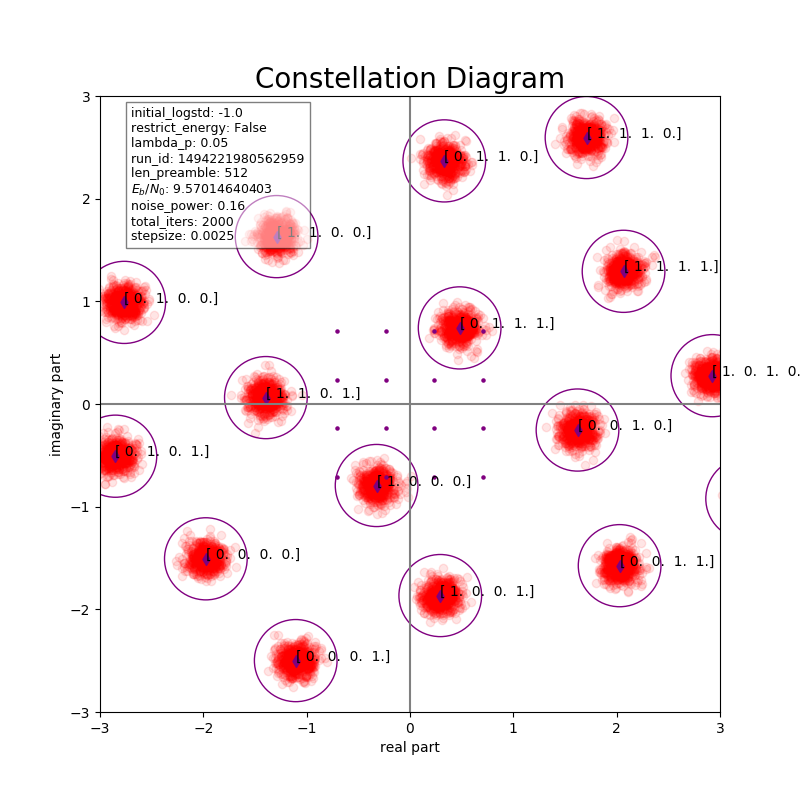 Constellation Diagram
initial_logstd: -1.0
restrict_energy: False
lambda_p: 0.05
run_id: 1494221980562959
len_preamble: 512
E_b/N_0: 9.57014640403
noise_power: 0.16
total_iters: 2000
stepsize: 0.0025
[ 1. 1. 1. 0.]
[ 0. 1. 1. 0.]
[ 1. 1. 0. 0.]
[ 1. 1. 1. 1.]
[ 0. 1. 0. 0.]
[ 0. 1. 1. 1.]
[ 1. 0. 1. 0.
[ 1. 1. 0. 1.]
[ 0. 0. 1. 0.]
[ 0. 1. 0. 1.]
[ 1. 0. 0. 0.]
[ 0. 0. 0. 0.]
[ 0. 0. 1. 1.]
[ 1. 0. 0. 1.]
[ 0. 0. 0. 1.]
3
2
1
0
−1
−2
−3
imaginary part
−3 −2 −1 0 1 2 3
real part